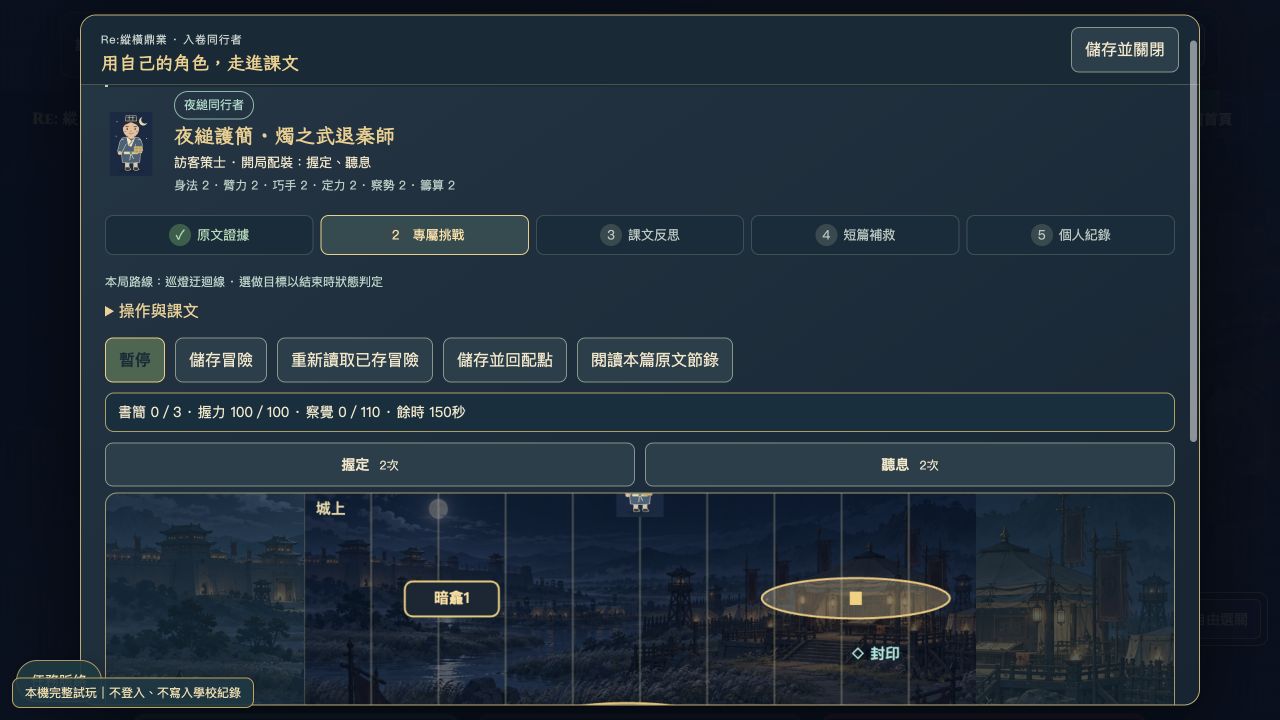 Re:縱橫鼎業 · 入卷同行者
用自己的角色，走進課文
儲存並關閉
夜縋同行者
夜縋護簡・燭之武退秦師
訪客策士 · 開局配裝：握定、聽息
身法 2 · 臂力 2 · 巧手 2 · 定力 2 · 察勢 2 · 籌算 2
✓ 原文證據
2 專屬挑戰
3 課文反思
4 短篇補救
5 個人紀錄
本局路線：巡燈迂迴線 · 選做目標以結束時狀態判定
▶ 操作與課文
暫停
儲存冒險
重新讀取已存冒險
儲存並回配點
閱讀本篇原文節錄
書簡 0 / 3 · 握力 100 / 100 · 察覺 0 / 110 · 餘時 150秒
握定 2次
聽息 2次
城上
暗龕1
◇ 封印
本機完整試玩｜不登入、不寫入學校紀錄